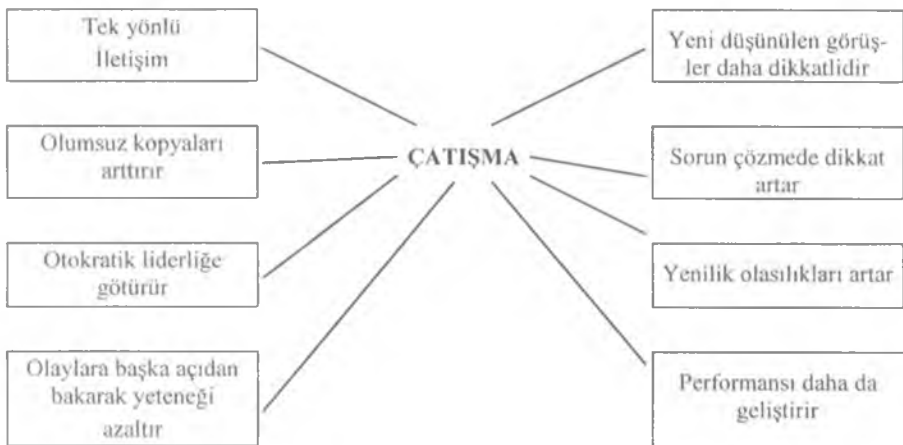 Tek yönlü
İletişim
Olumsuz kopyaları
arttırır
Otokratik liderliğe
götürür
Olaylara başka açıdan
bakarak yeteneği
azaltır
ÇATIŞMA
Yeni düşünülen görüş-
ler daha dikkatlidir
Sorun çözmede dikkat
artar
Yenilik olasılıkları artar
Performansı daha da
geliştirir